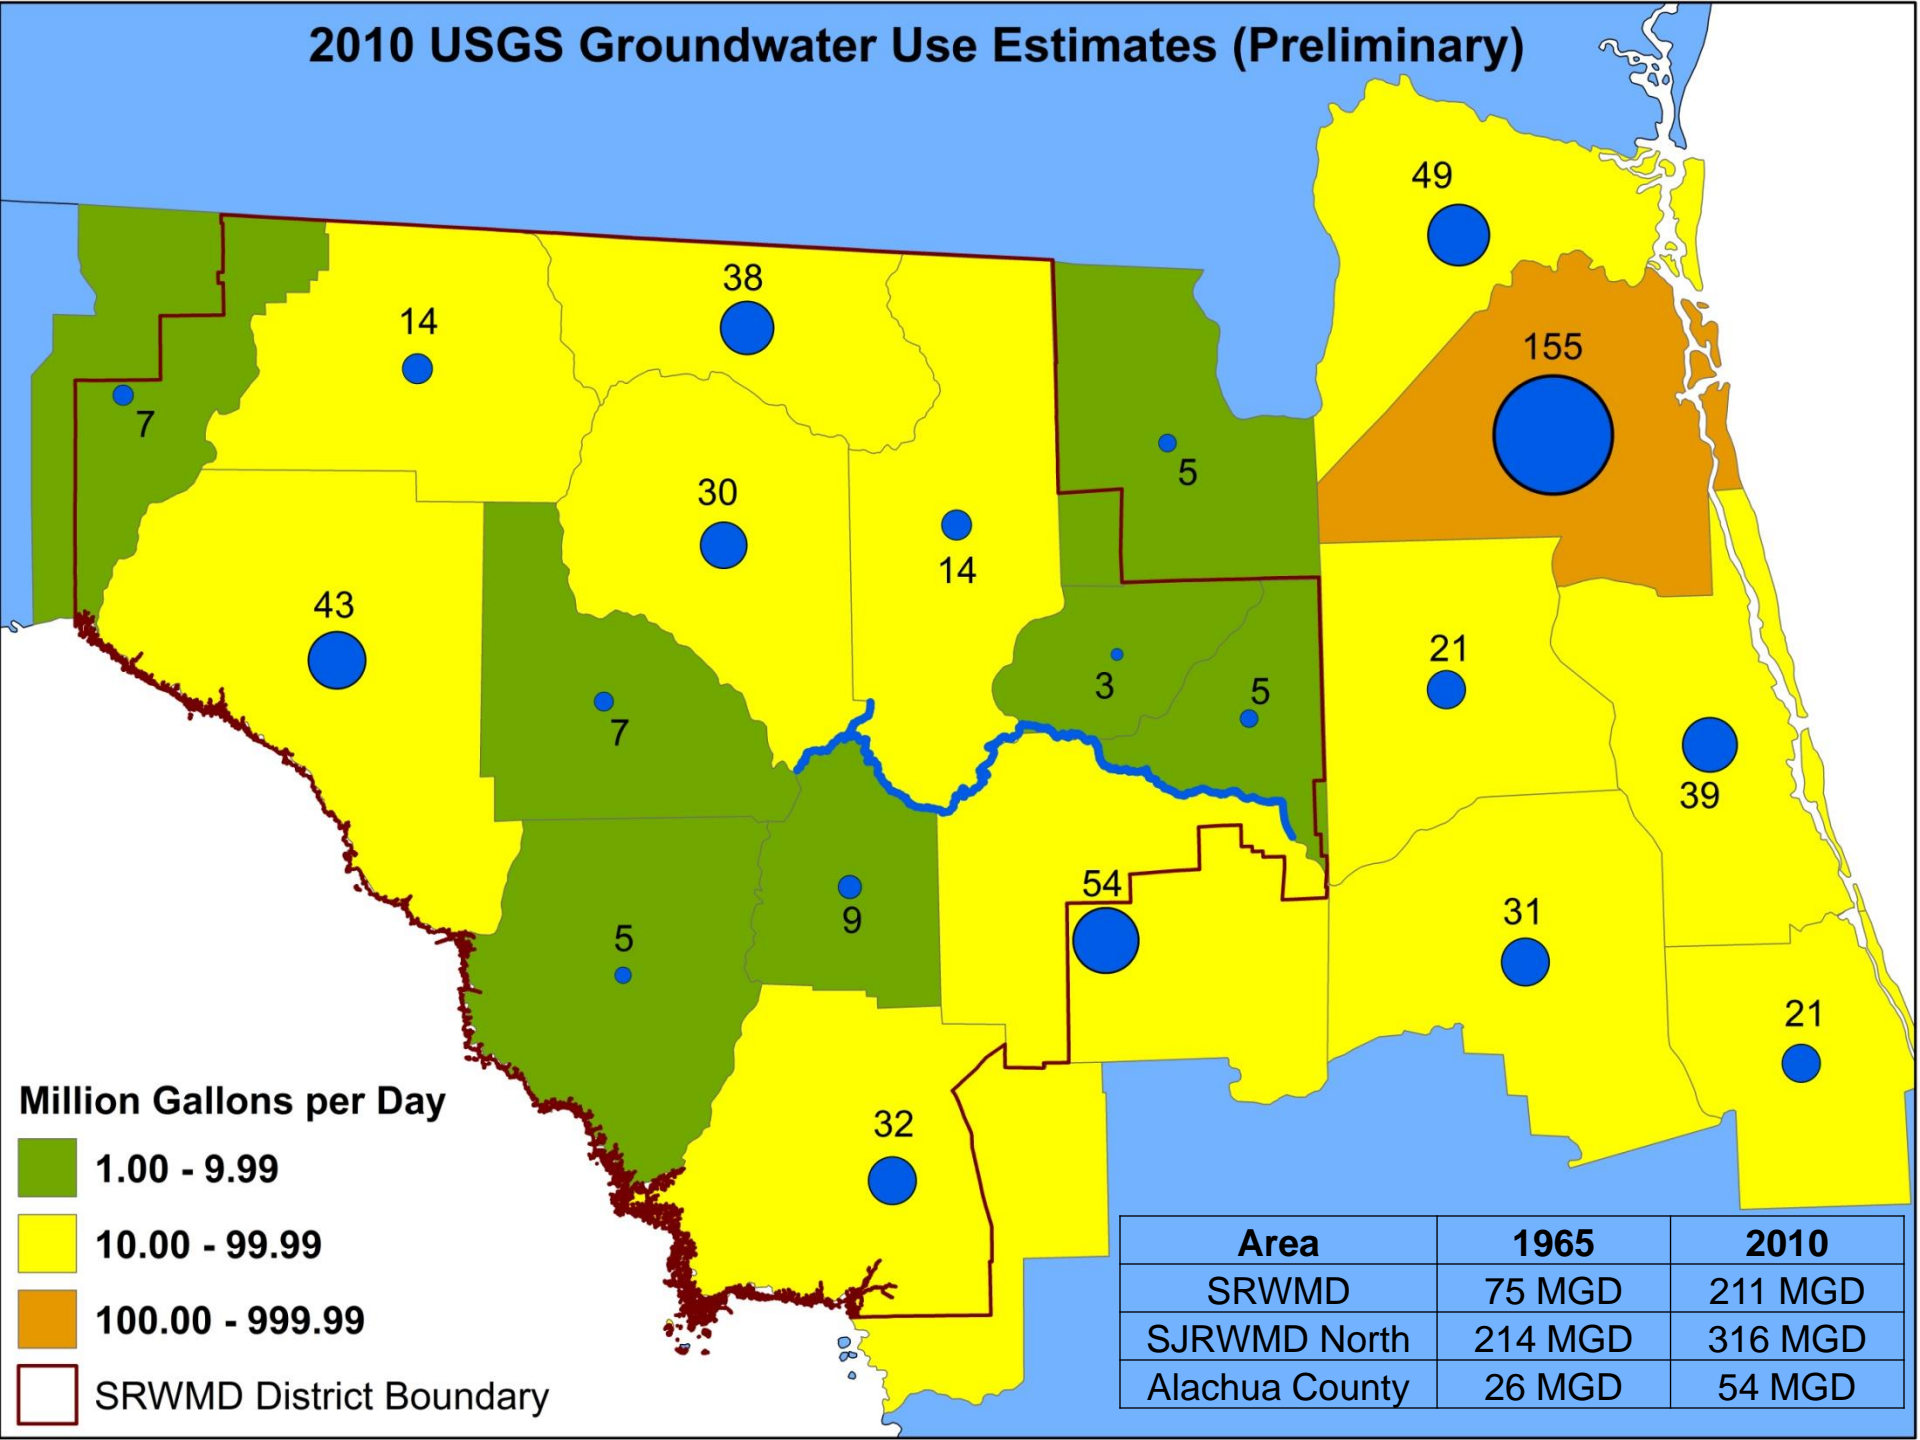 2010 USGS Groundwater Use Estimates (Preliminary)
49
38
14
155
7
5
30
14
43
21
3
5
7
39
54
9
31
5
21
32
Million Gallons per Day
1.00 - 9.99
10.00 - 99.99
100.00 - 999.99
SRWMD District Boundary
Area 1965 2010
SRWMD 75 MGD 211 MGD
SJRWMD North 214 MGD 316 MGD
Alachua County 26 MGD 54 MGD